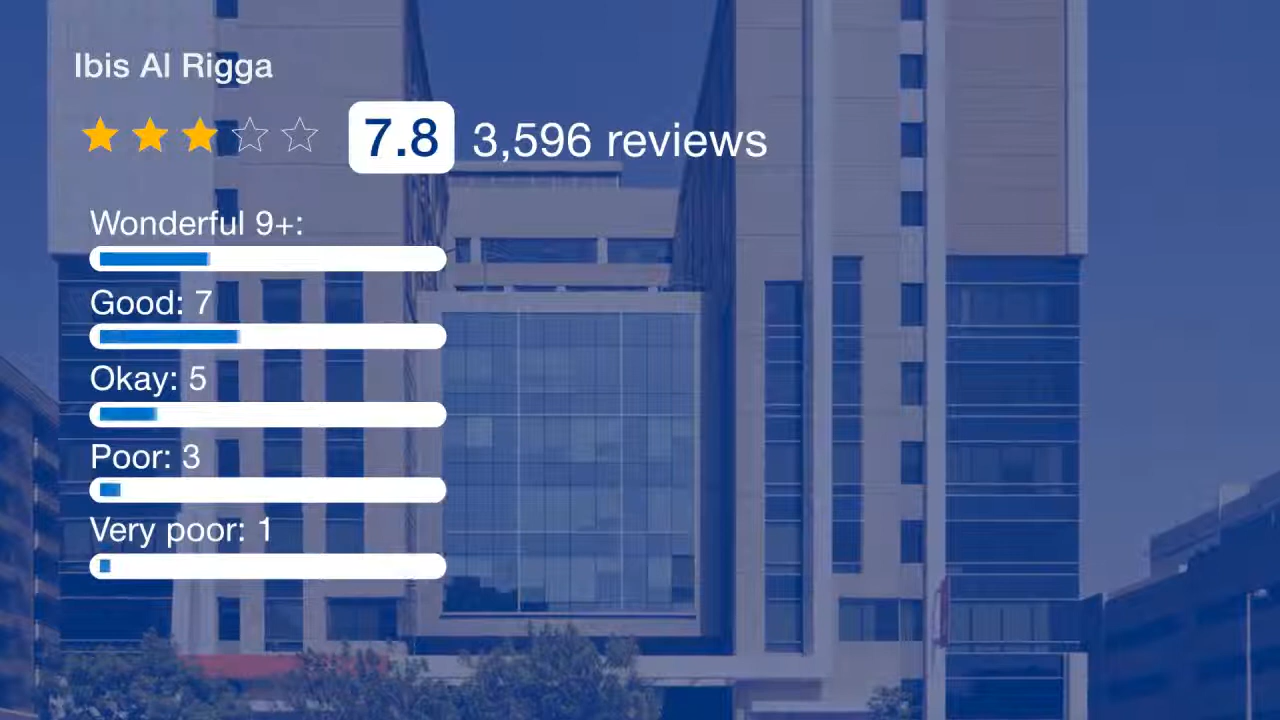 Ibis Al Rigga
7.8 3,596 reviews
Wonderful 9+:
Good: 7
Okay: 5
Poor: 3
Very poor: 1